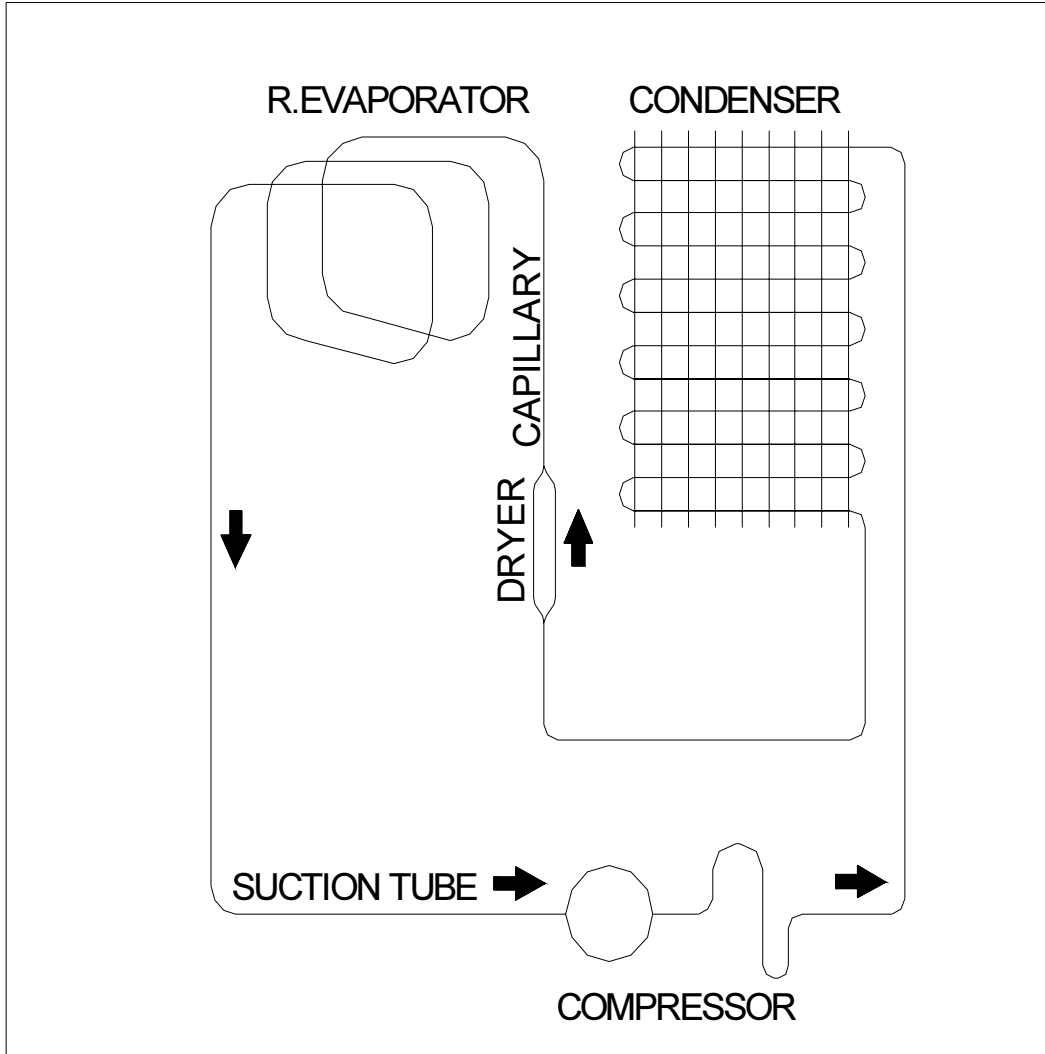 R.EVAPORATOR
CONDENSER
CAPILLARY
DRYER
SUCTION TUBE
COMPRESSOR